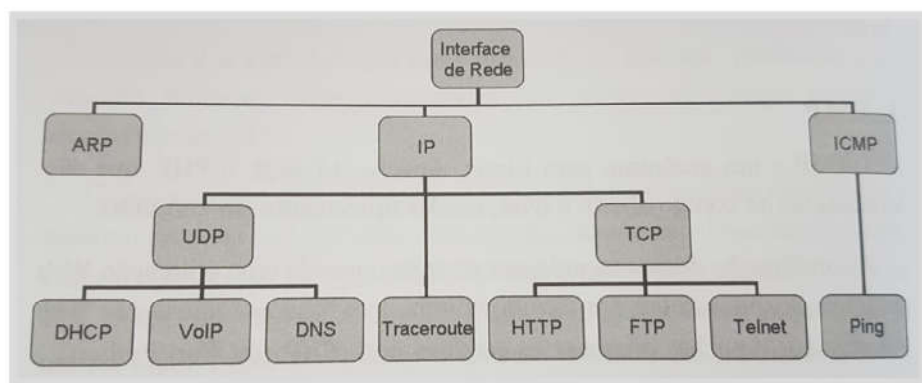 Interface
de Rede
ARP
IP
ICMP
UDP
TCP
DHCP
VoIP
DNS
Traceroute
HTTP
FTP
Telnet
Ping